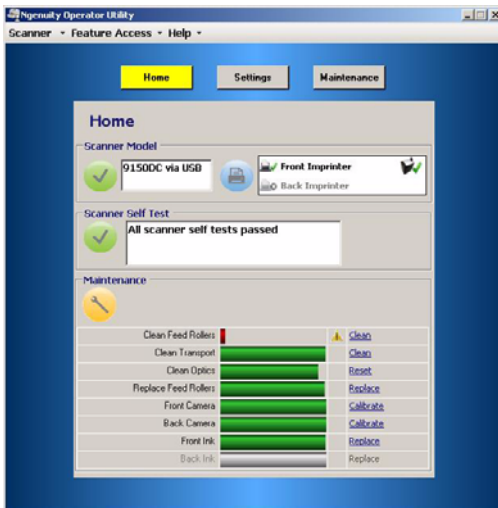 Ngenuity Operator Utility
Scanner Feature Access Help
Home Settings Maintenance
Home
Scanner Model
9150DC via USB
Front Imprinter
Back Imprinter
Scanner Self Test
All scanner self tests passed
Maintenance
Clean Feed Rollers Clean
Clean Transport Clean
Clean Optics Reset
Replace Feed Rollers Replace
Front Camera Calibrate
Back Camera Calibrate
Front Ink Replace
Back Ink Replace